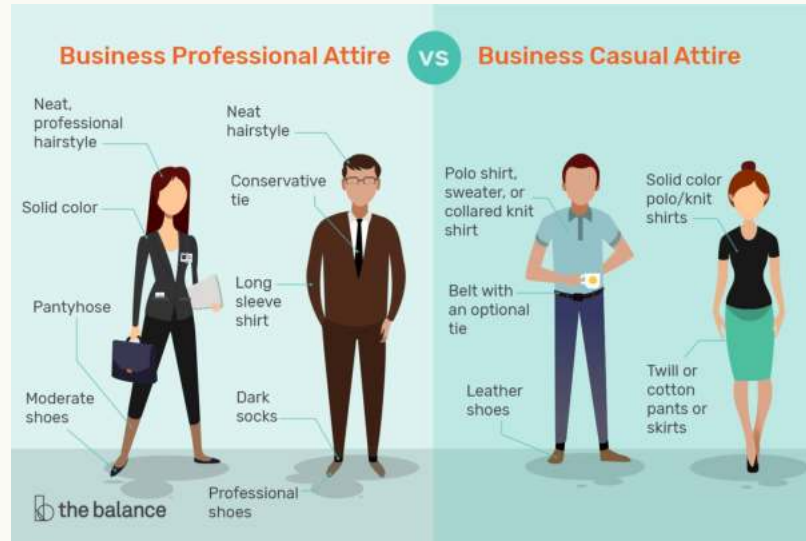 Business Professional Attire
VS
Business Casual Attire
Neat,
professional
hairstyle
Solid color
Pantyhose
Moderate
shoes
Neat
hairstyle
Conservative
tie
Long
sleeve
shirt
Dark
socks
Professional
shoes
Polo shirt,
sweater, or
collared knit
shirt
Belt with
an optional
tie
Leather
shoes
Solid color
polo/knit
shirts
Twill or
cotton
pants or
skirts
the balance